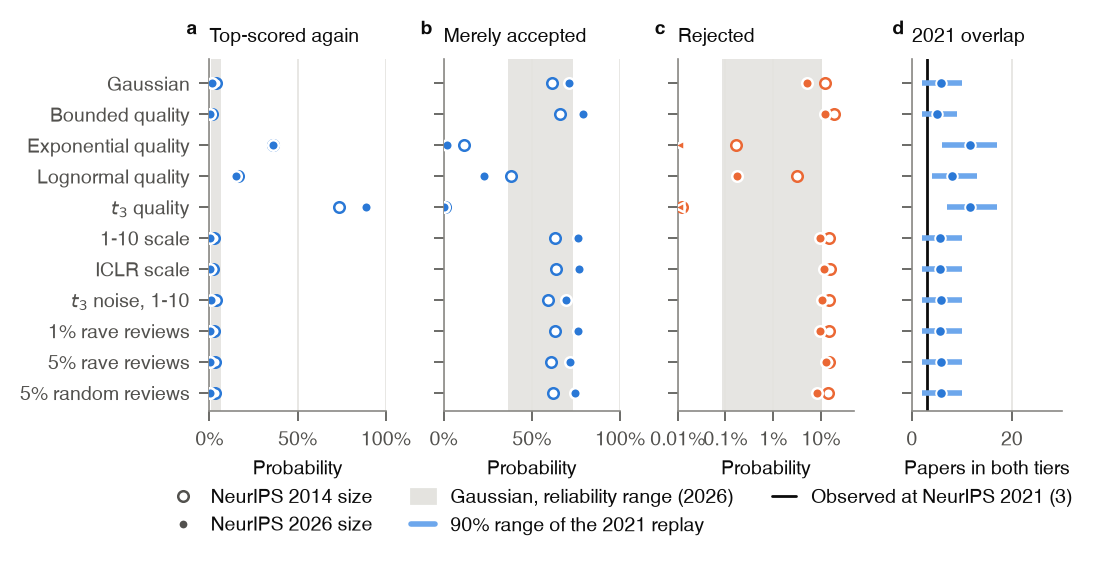 a Top-scored again
b Merely accepted
c Rejected
d 2021 overlap
Gaussian
Bounded quality
Exponential quality
Lognormal quality
t₃ quality
1-10 scale
ICLR scale
t₃ noise, 1-10
1% rave reviews
5% rave reviews
5% random reviews
0% 50% 100%
0% 50% 100%
0.01% 0.1% 1% 10%
0 20
Probability
Probability
Probability
Papers in both tiers
NeurIPS 2014 size
NeurIPS 2026 size
Gaussian, reliability range (2026)
90% range of the 2021 replay
Observed at NeurIPS 2021 (3)